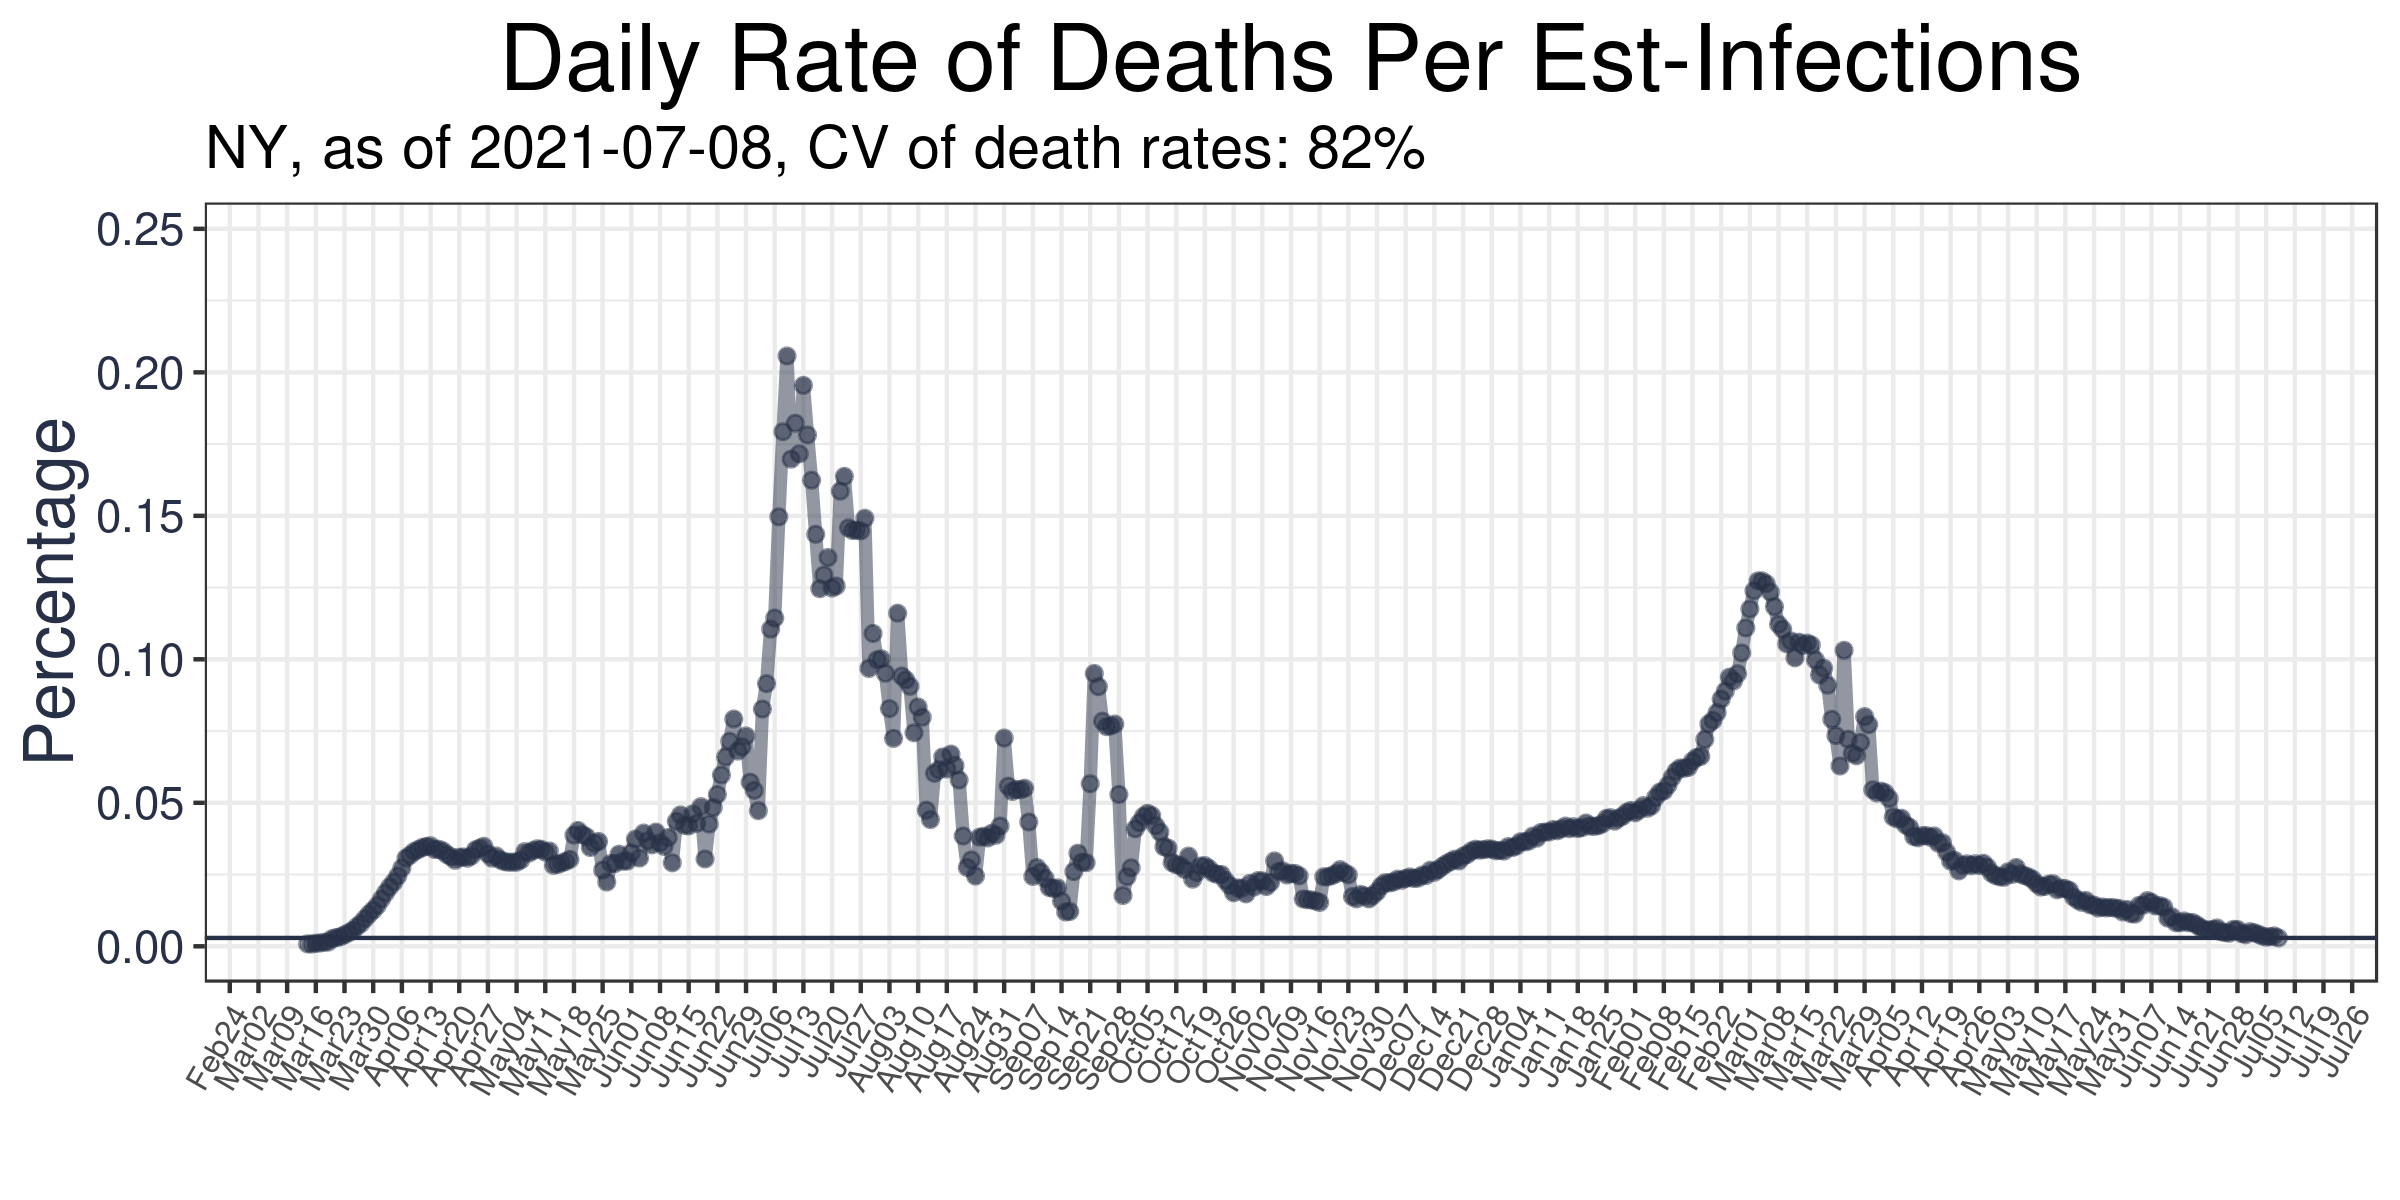 Daily Rate of Deaths Per Est-Infections
NY, as of 2021-07-08, CV of death rates: 82%
Percentage
0.25
0.20
0.15
0.10
0.05
0.00
Feb24
Mar02
Mar09
Mar16
Mar23
Mar30
Apr06
Apr13
Apr20
Apr27
May04
May11
May18
May25
Jun01
Jun08
Jun15
Jun22
Jun29
Jul06
Jul13
Jul20
Jul27
Aug03
Aug10
Aug17
Aug24
Aug31
Sep07
Sep14
Sep21
Sep28
Oct05
Oct12
Oct19
Oct26
Nov02
Nov09
Nov16
Nov23
Nov30
Dec07
Dec14
Dec21
Dec28
Jan04
Jan11
Jan18
Jan25
Feb01
Feb08
Feb15
Feb22
Mar01
Mar08
Mar15
Mar22
Mar29
Apr05
Apr12
Apr19
Apr26
May03
May10
May17
May24
May31
Jun07
Jun14
Jun21
Jun28
Jul05
Jul12
Jul19
Jul26